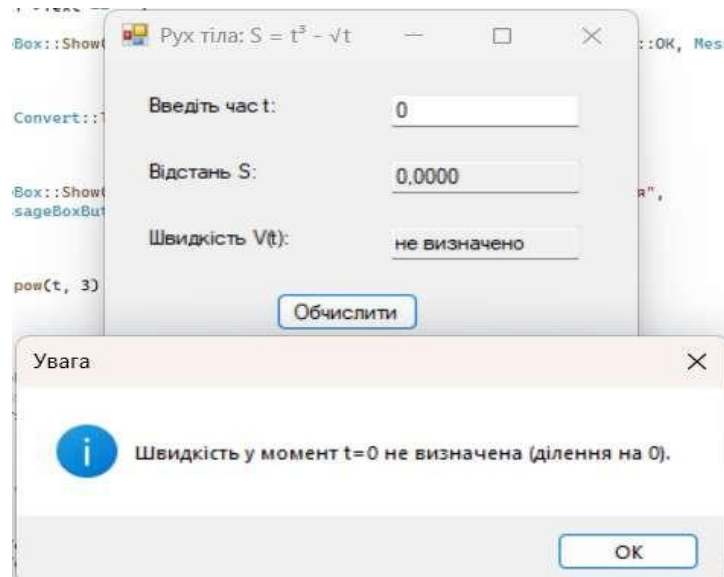 Box::Show
Рух тіла: S = t³ - √t
::OK, Mes
Введіть час t:
0
Convert::
Відстань S:
0,0000
Box::Show
я",
Швидкість V(t):
не визначено
pow(t, 3)
Обчислити
Увага
i
Швидкість у момент t=0 не визначена (ділення на 0).
OK